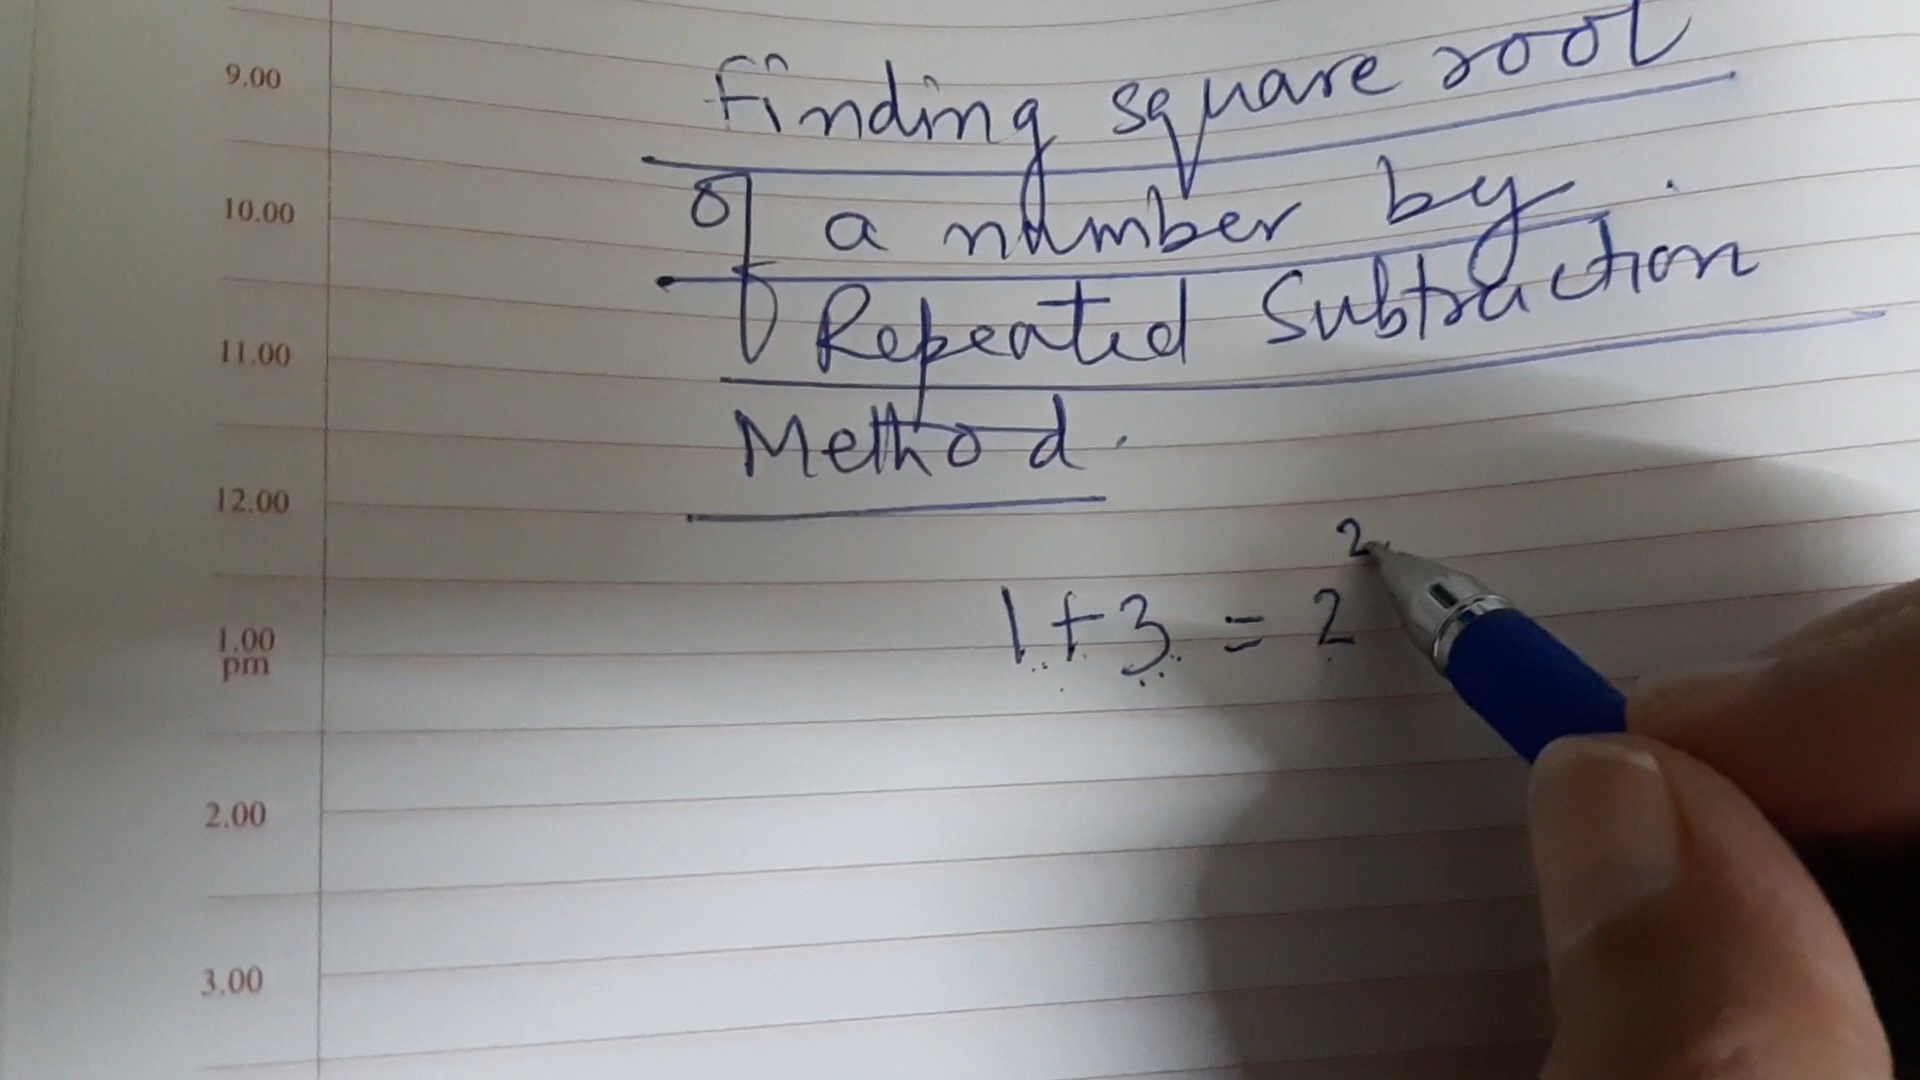 9.00
Finding square root
10.00
of a number by
11.00
Repeated Subtraction
Method.
12.00
1+3 = 2²
1.00
pm
2.00
3.00